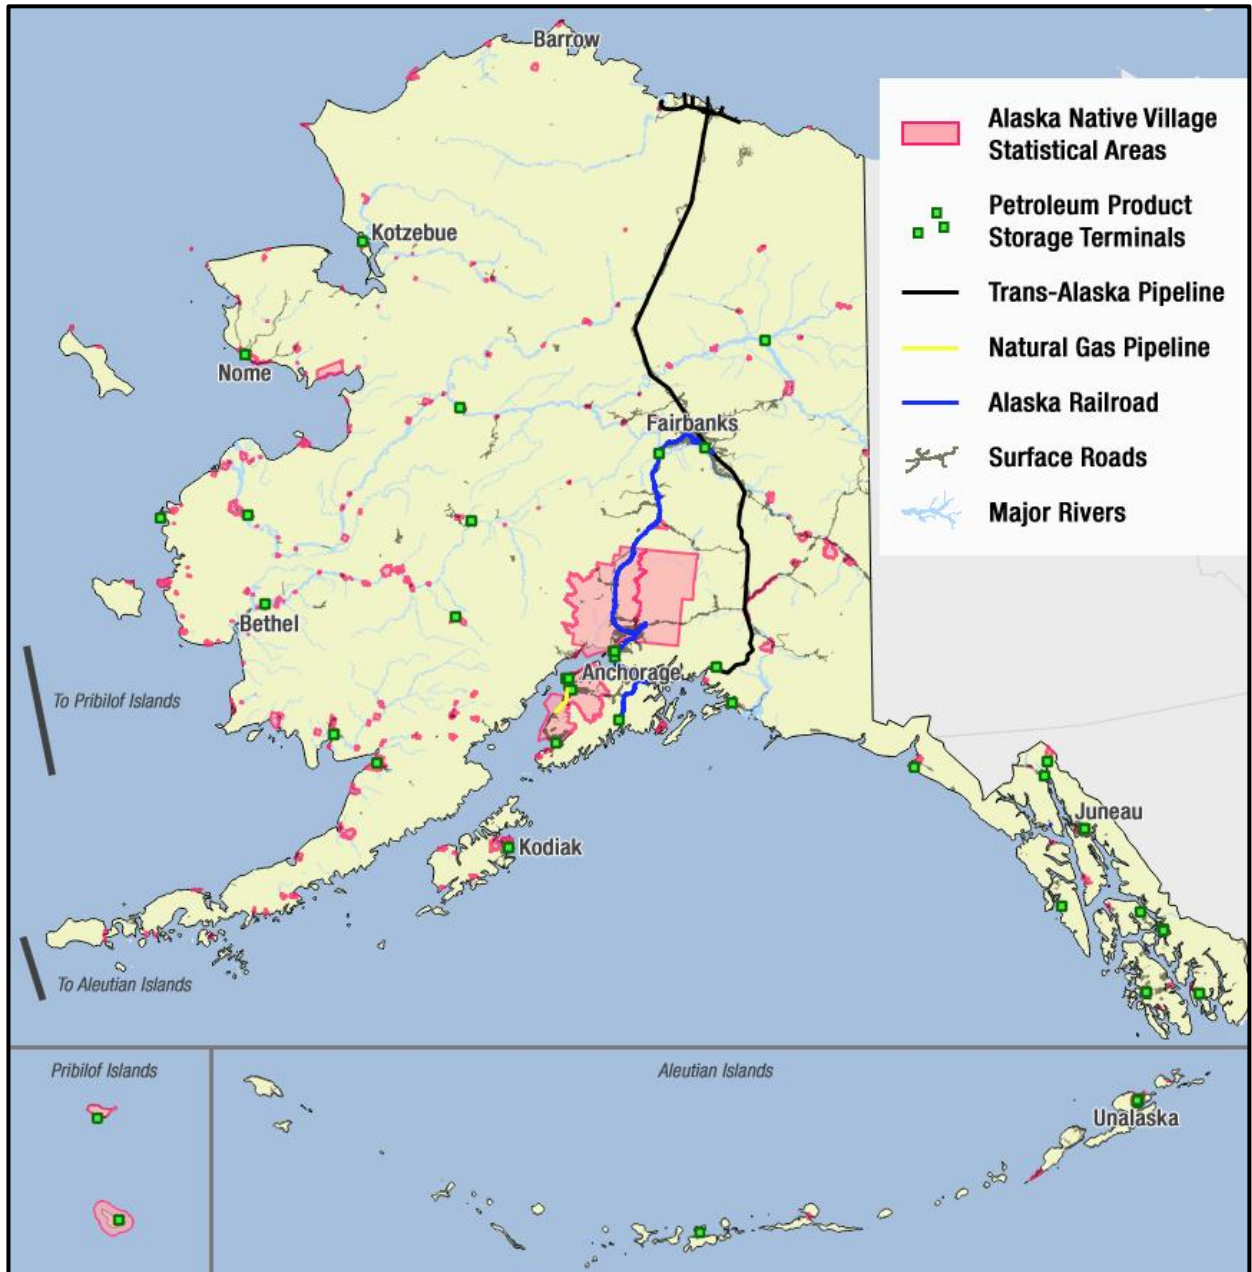 Barrow
Alaska Native Village
Statistical Areas
Petroleum Product
Storage Terminals
Kotzebue
Trans-Alaska Pipeline
Natural Gas Pipeline
Nome
Alaska Railroad
Fairbanks
Surface Roads
Major Rivers
Bethel
Anchorage
To Pribilof Islands
Juneau
Kodiak
To Aleutian Islands
Pribilof Islands
Aleutian Islands
Unalaska